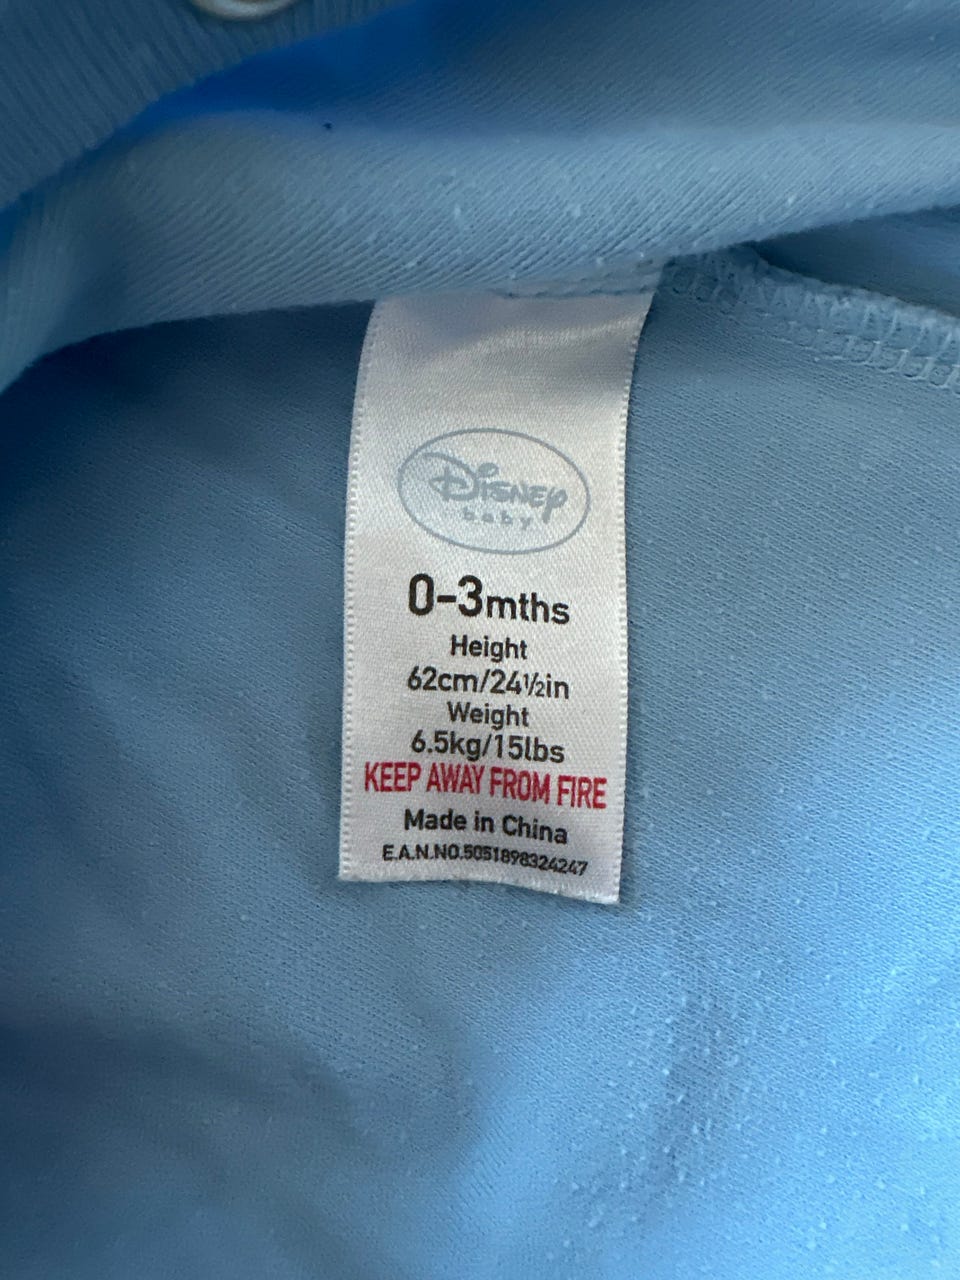 Disney
baby
0-3mths
Height
62cm/24½in
Weight
6.5kg/15lbs
KEEP AWAY FROM FIRE
Made in China
E.A.N.NO.5051898324247